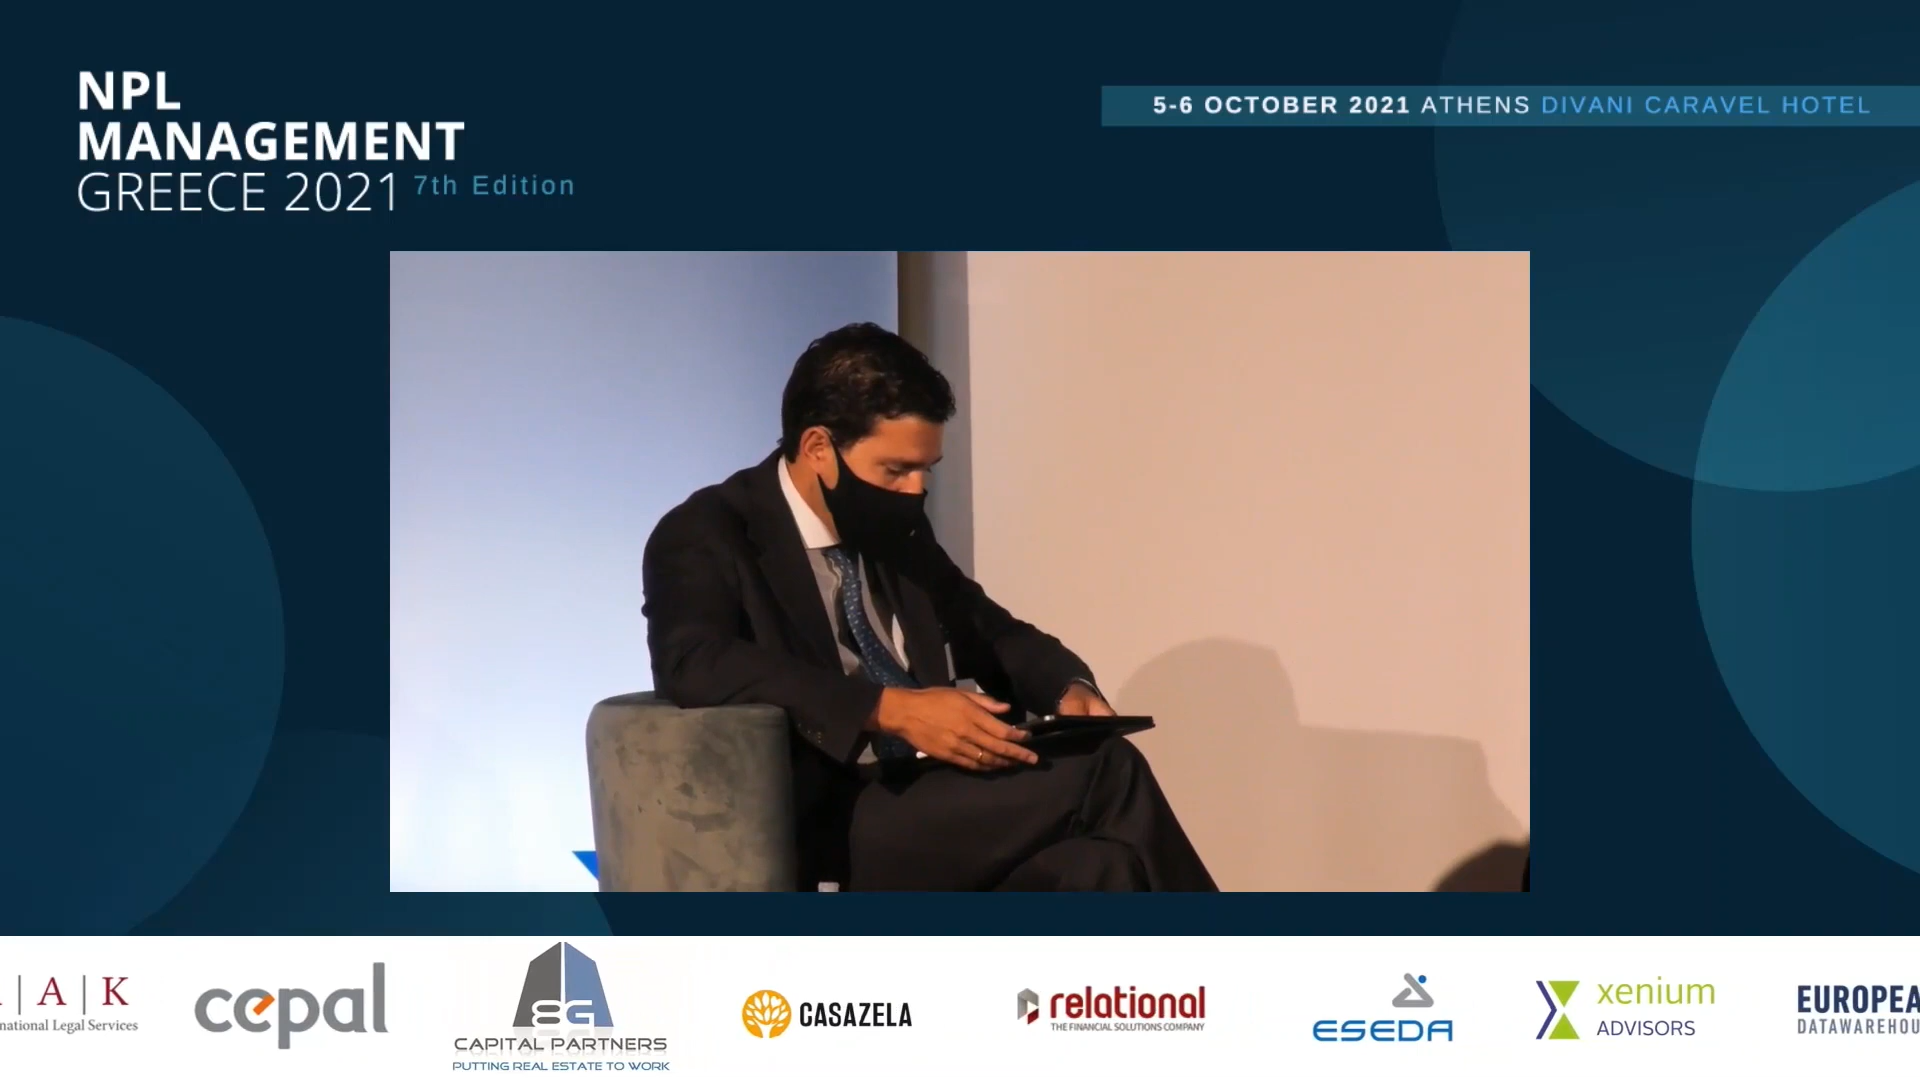 NPL
MANAGEMENT
GREECE 2021 7th Edition
5-6 OCTOBER 2021 ATHENS DIVANI CARAVEL HOTEL
| A | K
national Legal Services
cepal
8G
CAPITAL PARTNERS
PUTTING REAL ESTATE TO WORK
CASAZELA
relational
THE FINANCIAL SOLUTIONS COMPANY
ESEDA
xenium
ADVISORS
EUROPEA
DATAWAREHOU